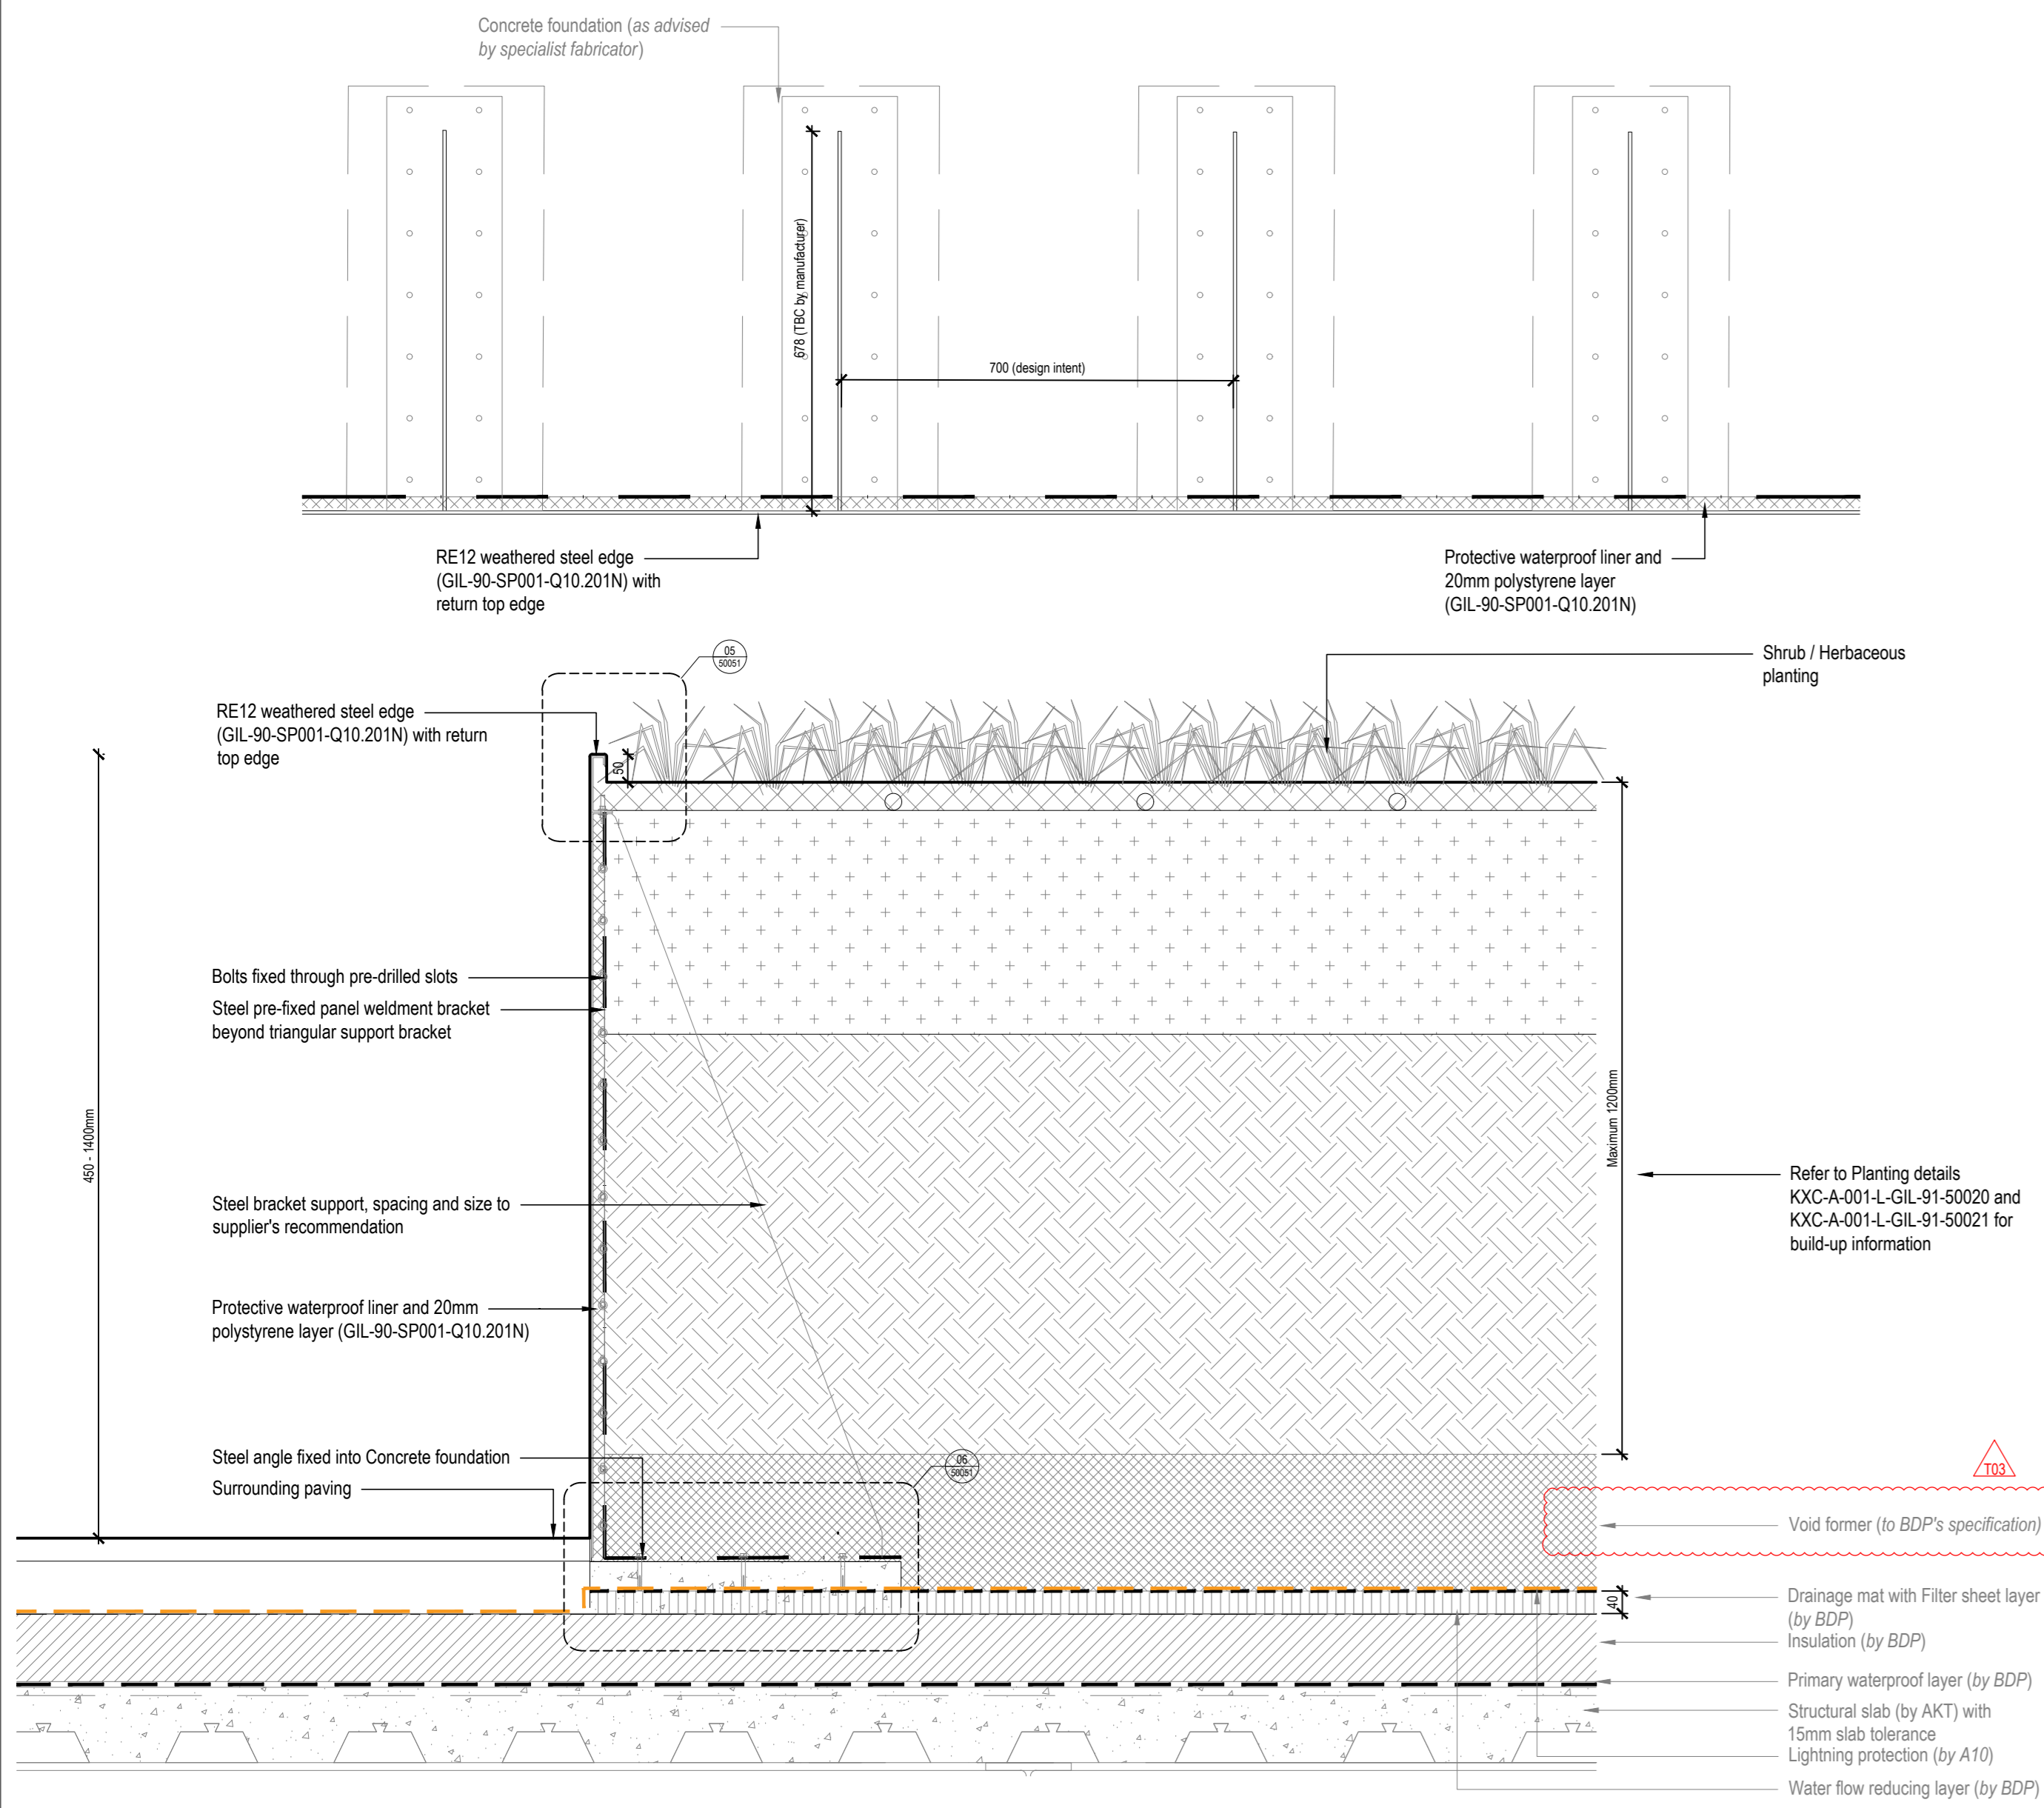 Concrete foundation (as advised
by specialist fabricator)
678 (TBC by manufacturer)
700 (design intent)
RE12 weathered steel edge
(GIL-90-SP001-Q10.201N) with
return top edge
Protective waterproof liner and
20mm polystyrene layer
(GIL-90-SP001-Q10.201N)
05
50051
Shrub / Herbaceous
planting
RE12 weathered steel edge
(GIL-90-SP001-Q10.201N) with return
top edge
50
450 - 1400mm
Bolts fixed through pre-drilled slots
Steel pre-fixed panel weldment bracket
beyond triangular support bracket
Maximum 1200mm
Refer to Planting details
KXC-A-001-L-GIL-91-50020 and
KXC-A-001-L-GIL-91-50021 for
build-up information
Steel bracket support, spacing and size to
supplier's recommendation
Protective waterproof liner and 20mm
polystyrene layer (GIL-90-SP001-Q10.201N)
Steel angle fixed into Concrete foundation
Surrounding paving
06
50051
T03
Void former (to BDP's specification)
40
Drainage mat with Filter sheet layer
(by BDP)
Insulation (by BDP)
Primary waterproof layer (by BDP)
Structural slab (by AKT) with
15mm slab tolerance
Lightning protection (by A10)
Water flow reducing layer (by BDP)